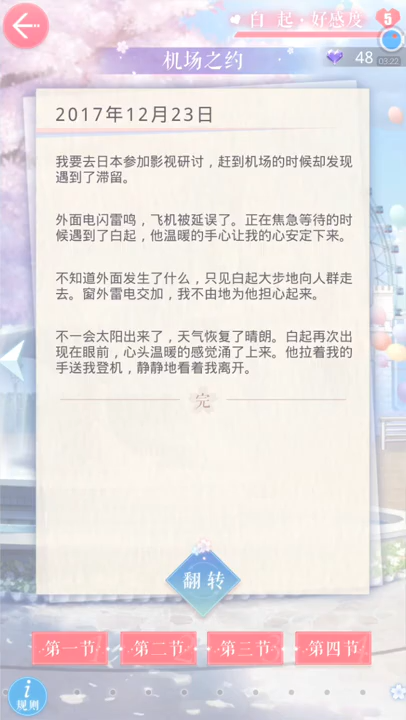 白 起·好感度
5
机场之约
48
03:22
2017年12月23日
我要去日本参加影视研讨，赶到机场的时候却发现
遇到了滞留。
外面电闪雷鸣，飞机被延误了。正在焦急等待的时
候遇到了白起，他温暖的手心让我的心安定下来。
不知道外面发生了什么，只见白起大步地向人群走
去。窗外雷电交加，我不由地为他担心起来。
不一会太阳出来了，天气恢复了晴朗。白起再次出
现在眼前，心头温暖的感觉涌了上来。他拉着我的
手送我登机，静静地看着我离开。
完
翻 转
第一节
第二节
第三节
第四节
i
规则